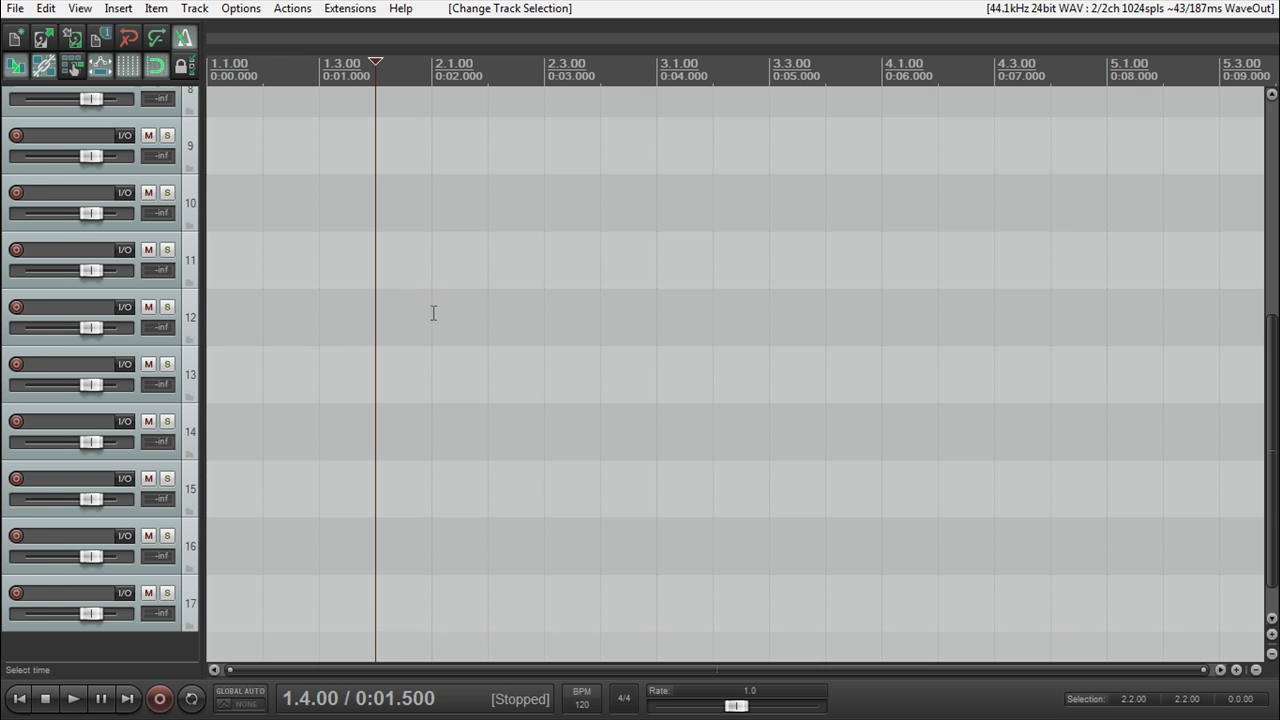 File Edit View Insert Item Track Options Actions Extensions Help [Change Track Selection] [44.1kHz 24bit WAV : 2/2ch 1024spls ~43/187ms WaveOut]
1.1.00 1.3.00 2.1.00 2.3.00 3.1.00 3.3.00 4.1.00 4.3.00 5.1.00 5.3.00
0:00.000 0:01.000 0:02.000 0:03.000 0:04.000 0:05.000 0:06.000 0:07.000 0:08.000 0:09.000
8
-inf
I/O M S 9
-inf
I/O M S 10
-inf
I/O M S 11
-inf
I/O M S 12
-inf
I/O M S 13
-inf
I/O M S 14
-inf
I/O M S 15
-inf
I/O M S 16
-inf
I/O M S 17
-inf
Select time
GLOBAL AUTO
NONE
1.4.00 / 0:01.500 [Stopped]
BPM
120
4/4
Rate: 1.0
Selection: 2.2.00 2.2.00 0.0.00